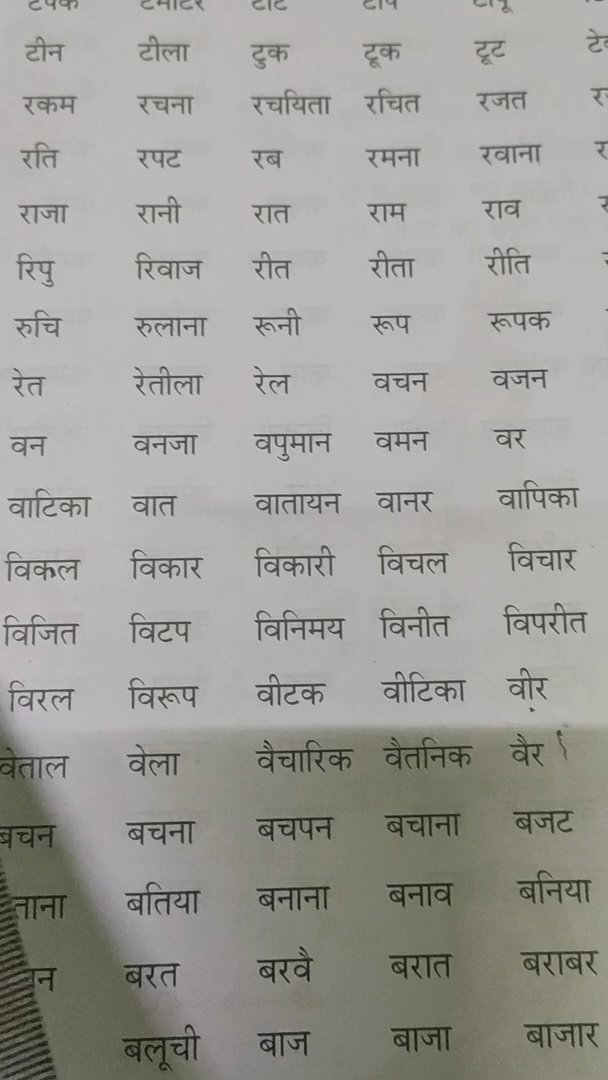 टीन टीला टुक टूक टूट
रकम रचना रचयिता रचित रजत
रति रपट रब रमना रवाना
राजा रानी रात राम राव
रिपु रिवाज रीत रीता रीति
रुचि रुलाना रूनी रूप रूपक
रेत रेतीला रेल वचन वजन
वन वनजा वपुमान वमन वर
वाटिका वात वातायन वानर वापिका
विकल विकार विकारी विचल विचार
विजित विटप विनिमय विनीत विपरीत
विरल विरूप वीटक वीटिका वीर
वेताल वेला वैचारिक वैतनिक वैर
बचन बचना बचपन बचाना बजट
ताना बतिया बनाना बनाव बनिया
न बरत बरवै बरात बराबर
बलूची बाज बाजा बाजार